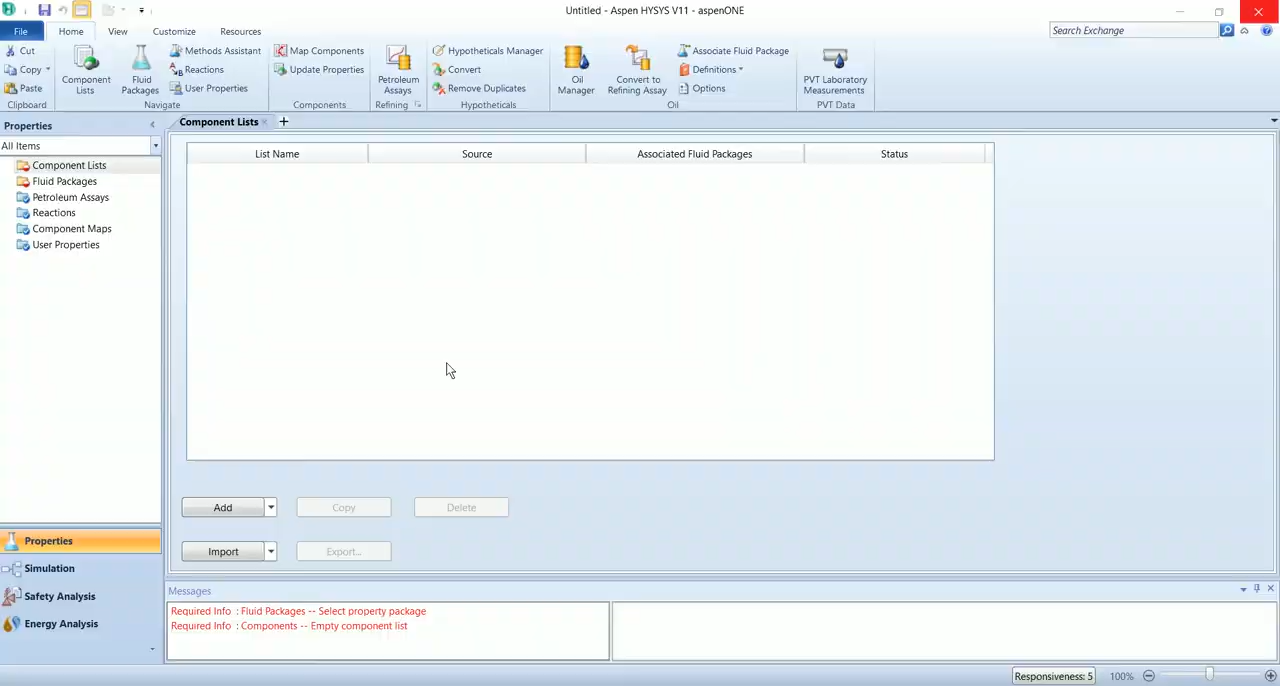 Untitled - Aspen HYSYS V11 - aspenONE
File Home View Customize Resources
Search Exchange
Cut
Copy
Paste
Clipboard
Component Lists
Fluid Packages
Methods Assistant
Reactions
User Properties
Navigate
Map Components
Update Properties
Components
Petroleum Assays
Refining
Hypotheticals Manager
Convert
Remove Duplicates
Hypotheticals
Oil Manager
Convert to Refining Assay
Associate Fluid Package
Definitions
Options
Oil
PVT Laboratory Measurements
PVT Data
Properties
All Items
Component Lists
Fluid Packages
Petroleum Assays
Reactions
Component Maps
User Properties
Properties
Simulation
Safety Analysis
Energy Analysis
Component Lists
List Name Source Associated Fluid Packages Status
Add Copy Delete
Import Export...
Messages
Required Info : Fluid Packages -- Select property package
Required Info : Components -- Empty component list
Responsiveness: 5 100%